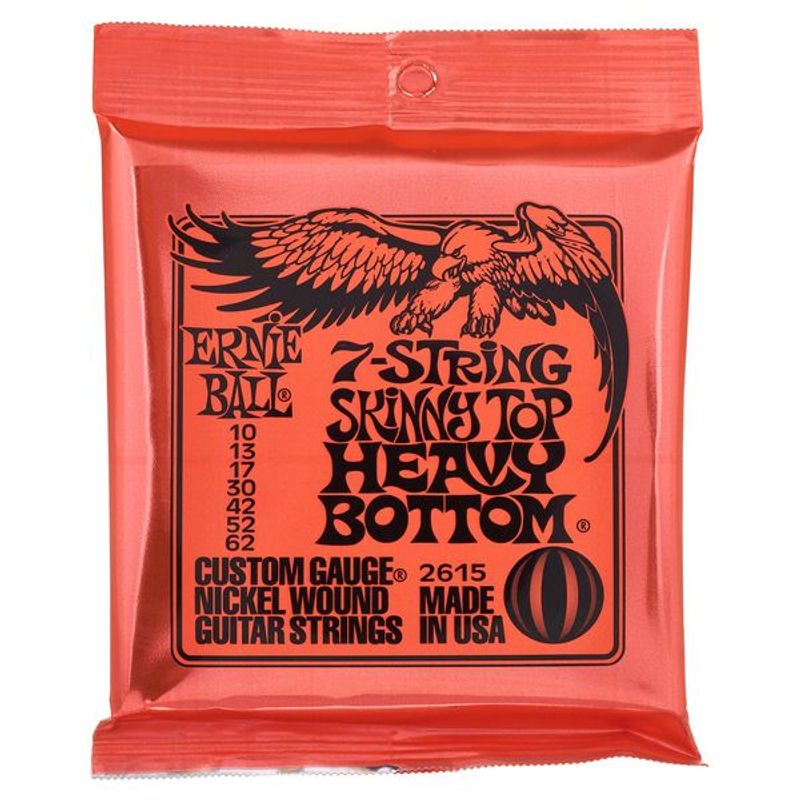 ERNIE
BALL®
10
13
17
30
42
52
62
7-STRING
SKINNY TOP
HEAVY
BOTTOM®
CUSTOM GAUGE®
NICKEL WOUND
GUITAR STRINGS
2615
MADE
IN USA